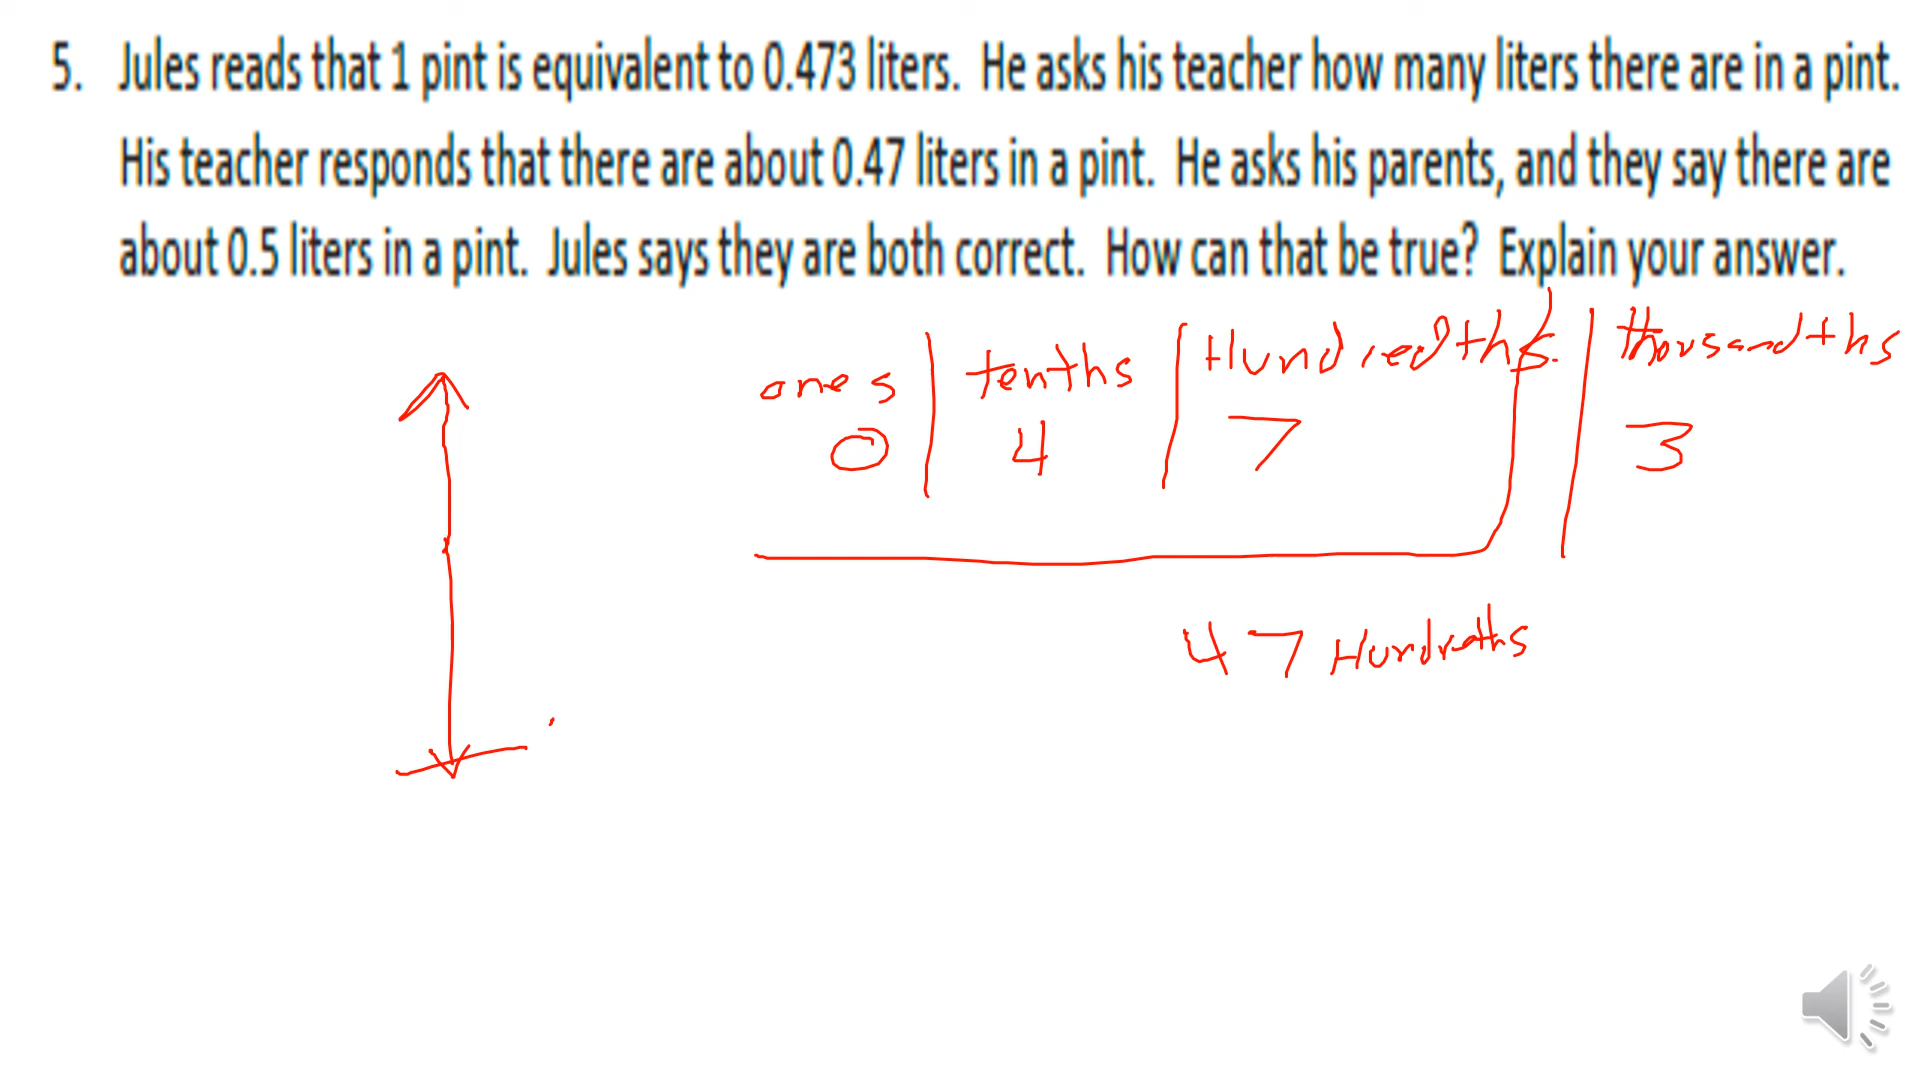 5. Jules reads that 1 pint is equivalent to 0.473 liters. He asks his teacher how many liters there are in a pint.
His teacher responds that there are about 0.47 liters in a pint. He asks his parents, and they say there are
about 0.5 liters in a pint. Jules says they are both correct. How can that be true? Explain your answer.
ones | tenths | Hundredths | thousandths
0 | 4 | 7 | 3
47 Hundreths